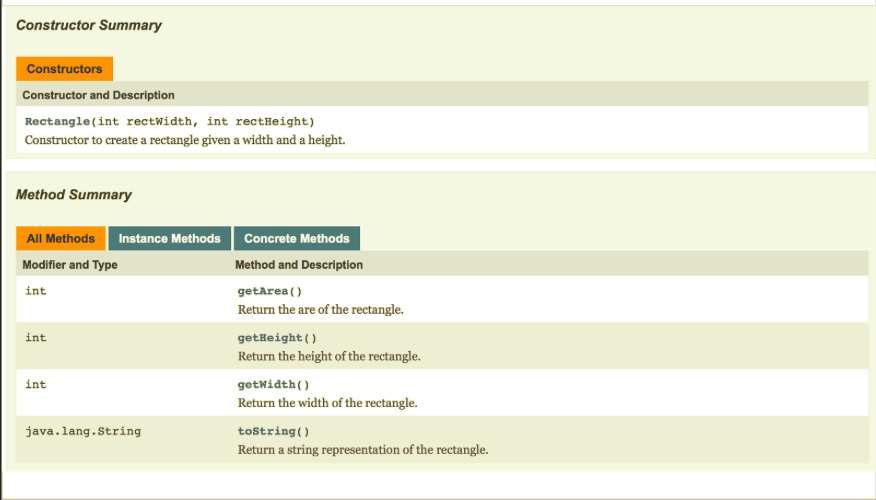 Constructor Summary
Constructors
Constructor and Description
Rectangle(int rectWidth, int rectHeight)
Constructor to create a rectangle given a width and a height.
Method Summary
All Methods Instance Methods Concrete Methods
Modifier and Type Method and Description
int getArea()
Return the are of the rectangle.
int getHeight()
Return the height of the rectangle.
int getWidth()
Return the width of the rectangle.
java.lang.String toString()
Return a string representation of the rectangle.